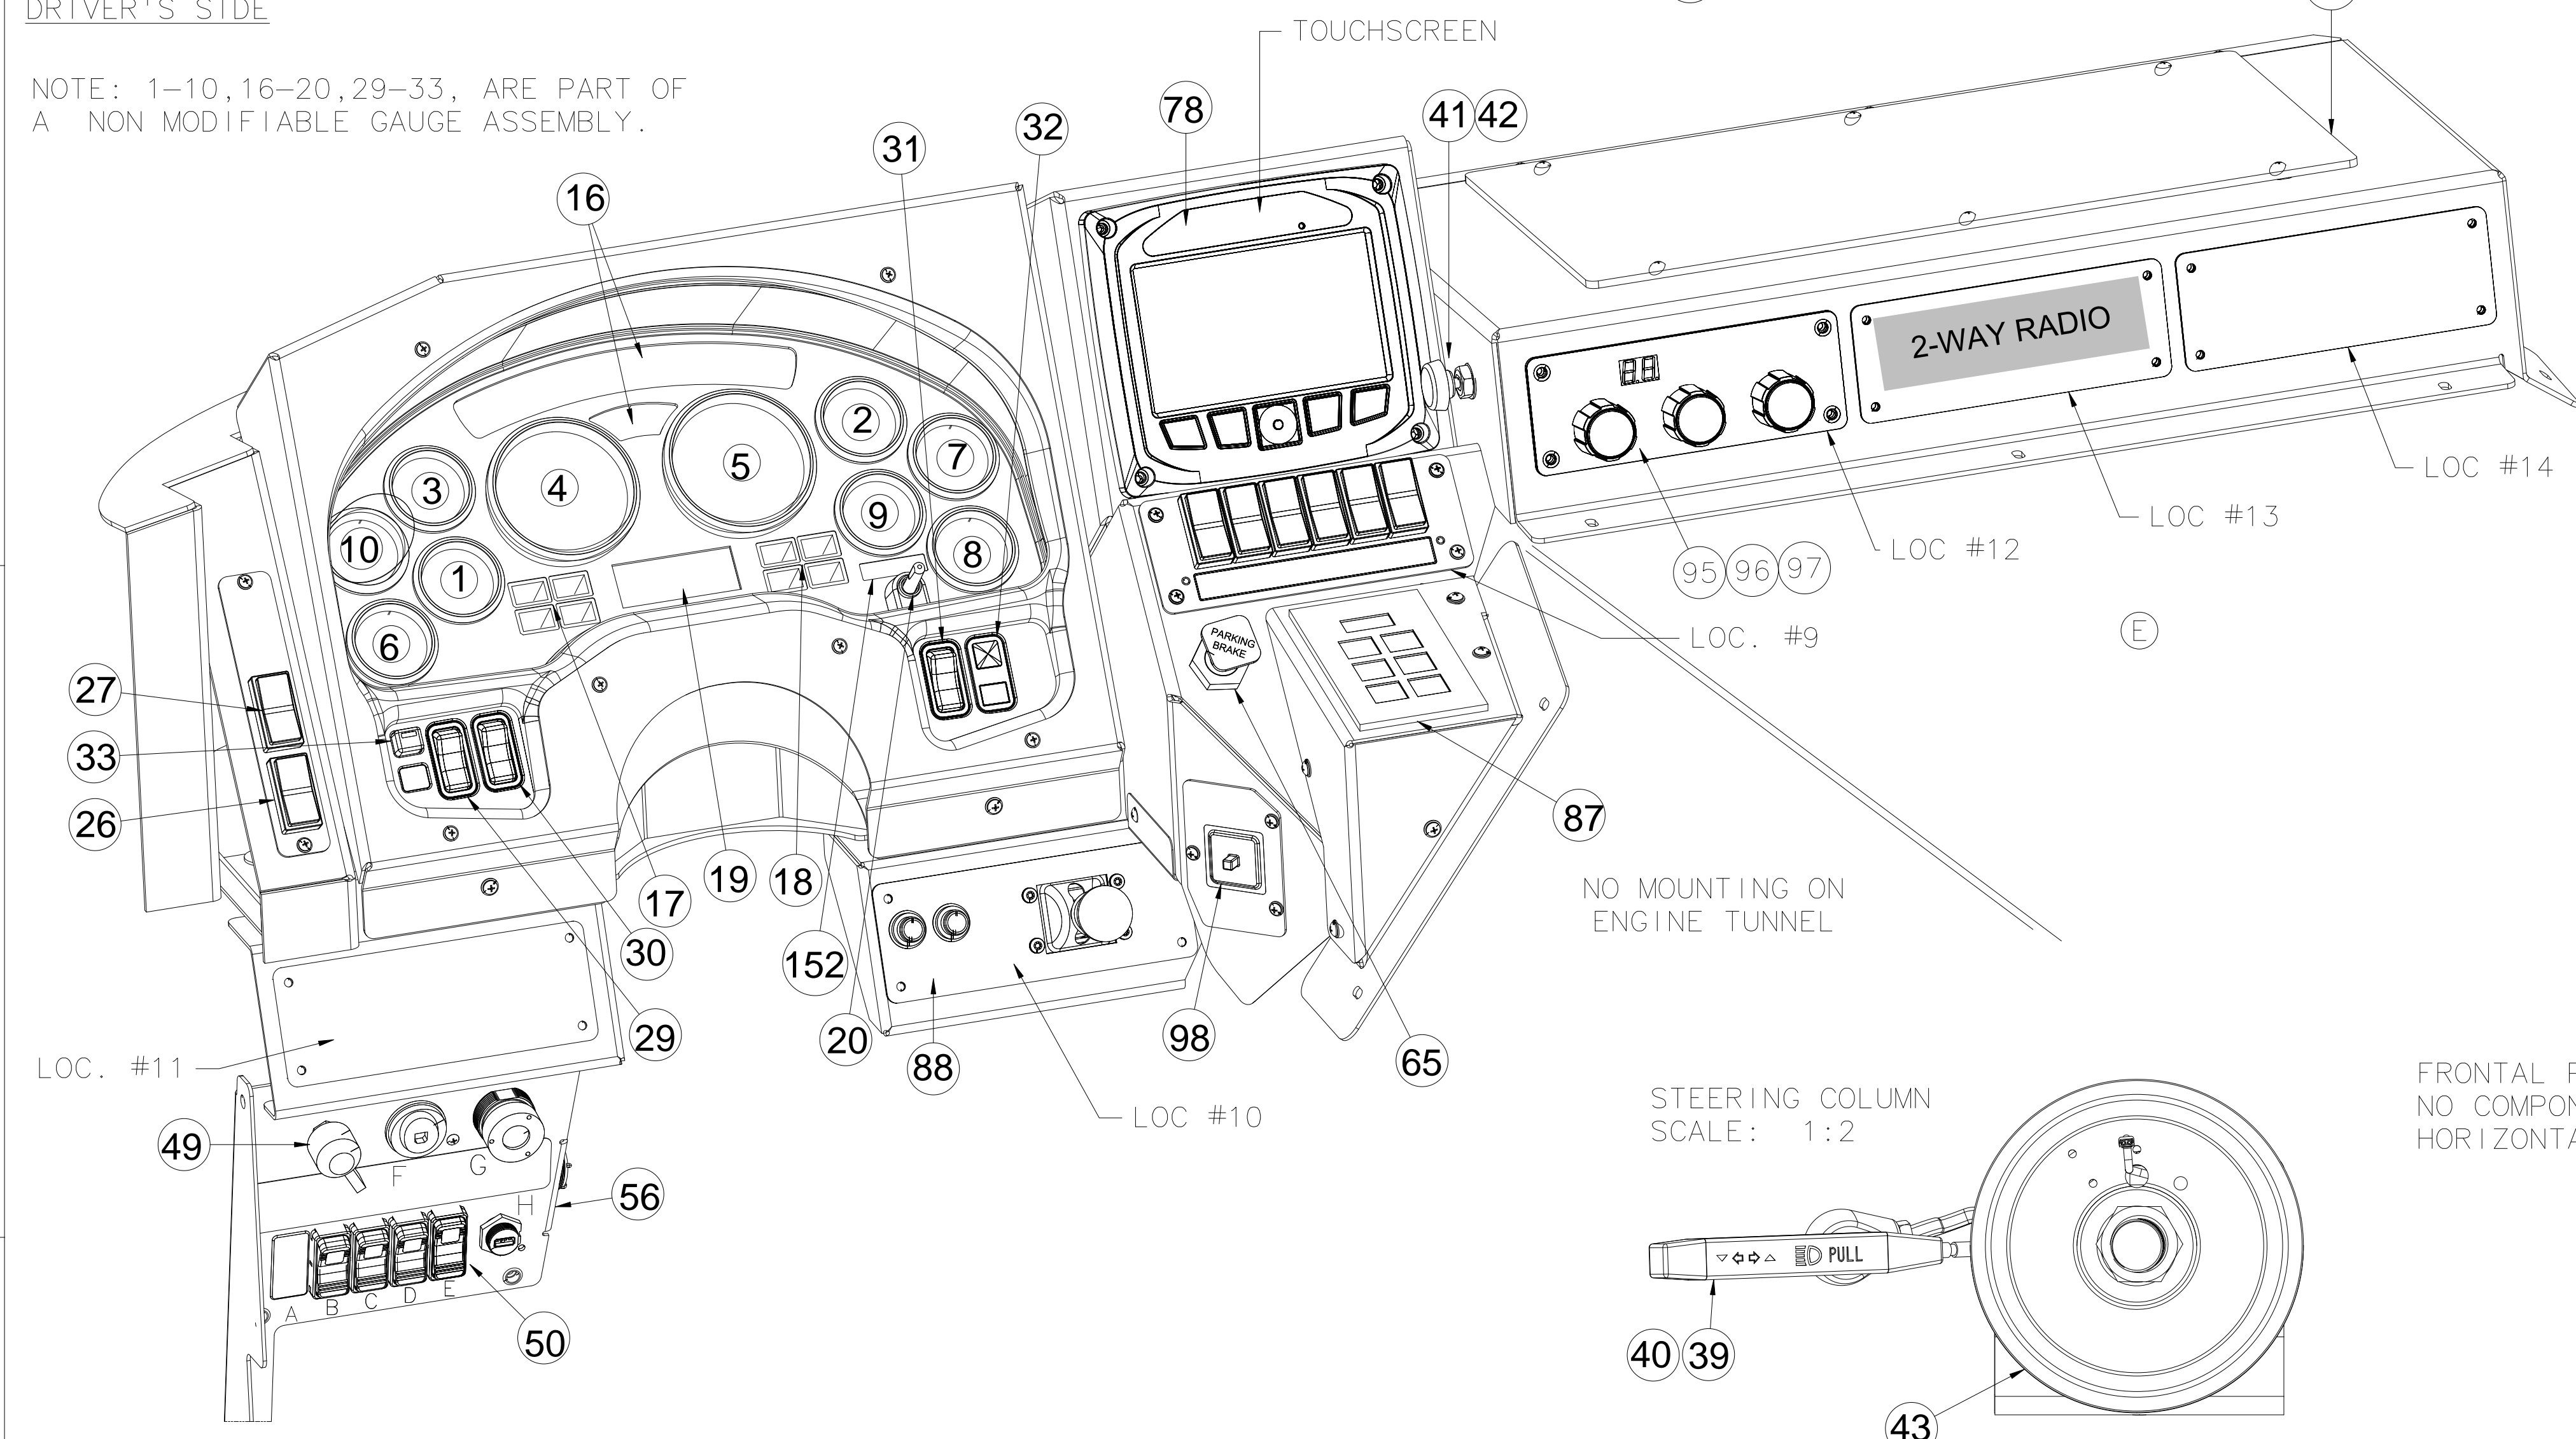 DRIVER'S SIDE
NOTE: 1-10,16-20,29-33, ARE PART OF
A NON MODIFIABLE GAUGE ASSEMBLY.
TOUCHSCREEN
78
41 42
32
31
16
2-WAY RADIO
2
7
5
4
3
9
10
1
8
6
LOC #14
LOC #13
LOC #12
95 96 97
E
LOC. #9
PARKING
BRAKE
27
33
26
87
19
18
17
30
152
NO MOUNTING ON
ENGINE TUNNEL
29
20
88
98
65
LOC. #11
LOC #10
STEERING COLUMN
SCALE: 1:2
FRONTAL
NO
49
F
G
H
56
A
B
C
D
E
50
PULL
40 39
43